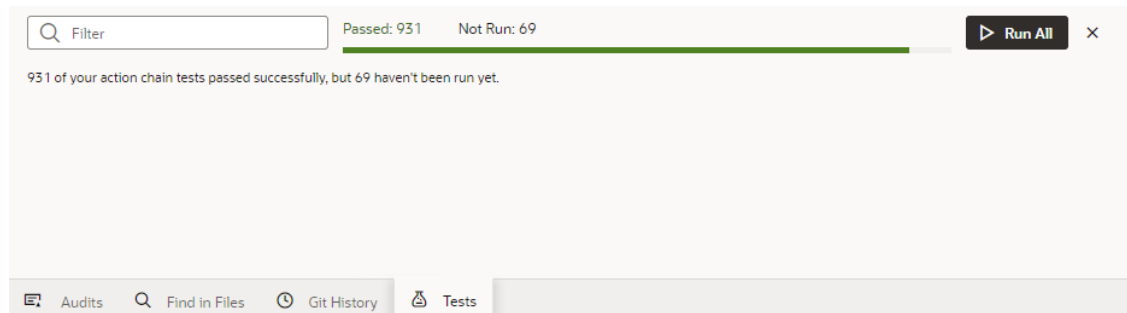 Filter Passed: 931 Not Run: 69 Run All
931 of your action chain tests passed successfully, but 69 haven't been run yet.
Audits Find in Files Git History Tests